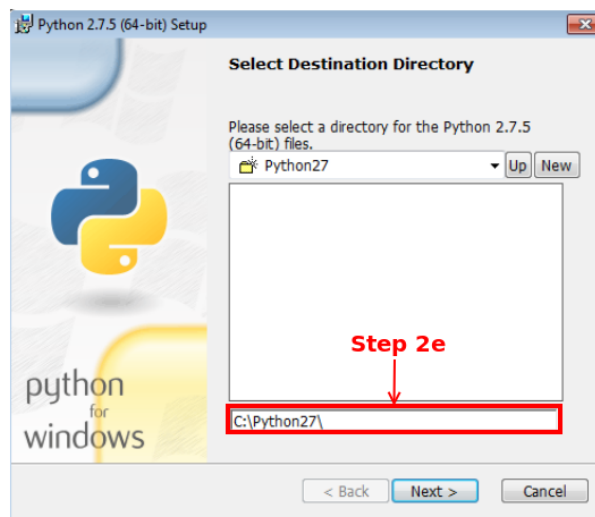 Python 2.7.5 (64-bit) Setup
Select Destination Directory
Please select a directory for the Python 2.7.5
(64-bit) files.
Python27
Up
New
Step 2e
C:\Python27\
python
for
windows
< Back
Next >
Cancel